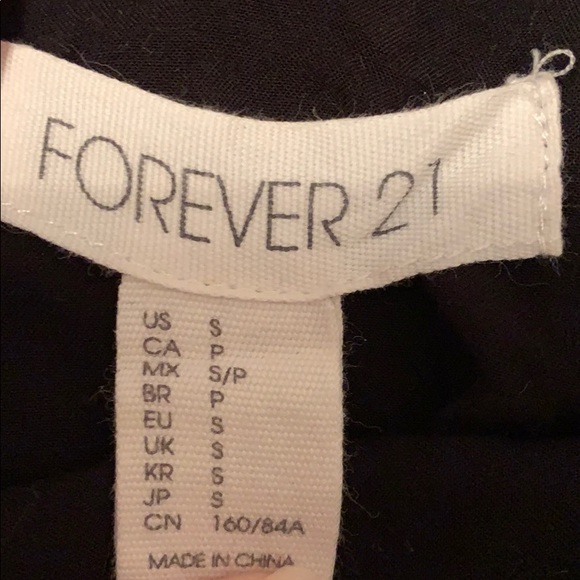 FOREVER 21
US S
CA P
MX S/P
BR P
EU S
UK S
KR S
JP S
CN 160/84A
MADE IN CHINA